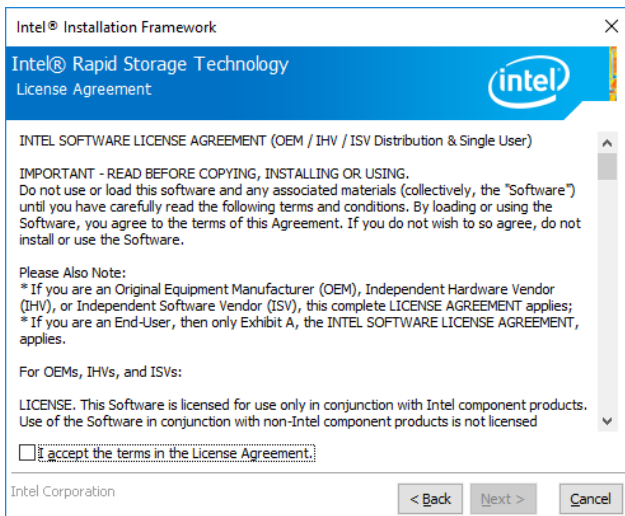 Intel® Installation Framework
Intel® Rapid Storage Technology
License Agreement
intel
INTEL SOFTWARE LICENSE AGREEMENT (OEM / IHV / ISV Distribution & Single User)
IMPORTANT - READ BEFORE COPYING, INSTALLING OR USING.
Do not use or load this software and any associated materials (collectively, the "Software")
until you have carefully read the following terms and conditions. By loading or using the
Software, you agree to the terms of this Agreement. If you do not wish to so agree, do not
install or use the Software.
Please Also Note:
* If you are an Original Equipment Manufacturer (OEM), Independent Hardware Vendor
(IHV), or Independent Software Vendor (ISV), this complete LICENSE AGREEMENT applies;
* If you are an End-User, then only Exhibit A, the INTEL SOFTWARE LICENSE AGREEMENT,
applies.
For OEMs, IHVs, and ISVs:
LICENSE. This Software is licensed for use only in conjunction with Intel component products.
Use of the Software in conjunction with non-Intel component products is not licensed
I accept the terms in the License Agreement.
Intel Corporation
< Back
Next >
Cancel